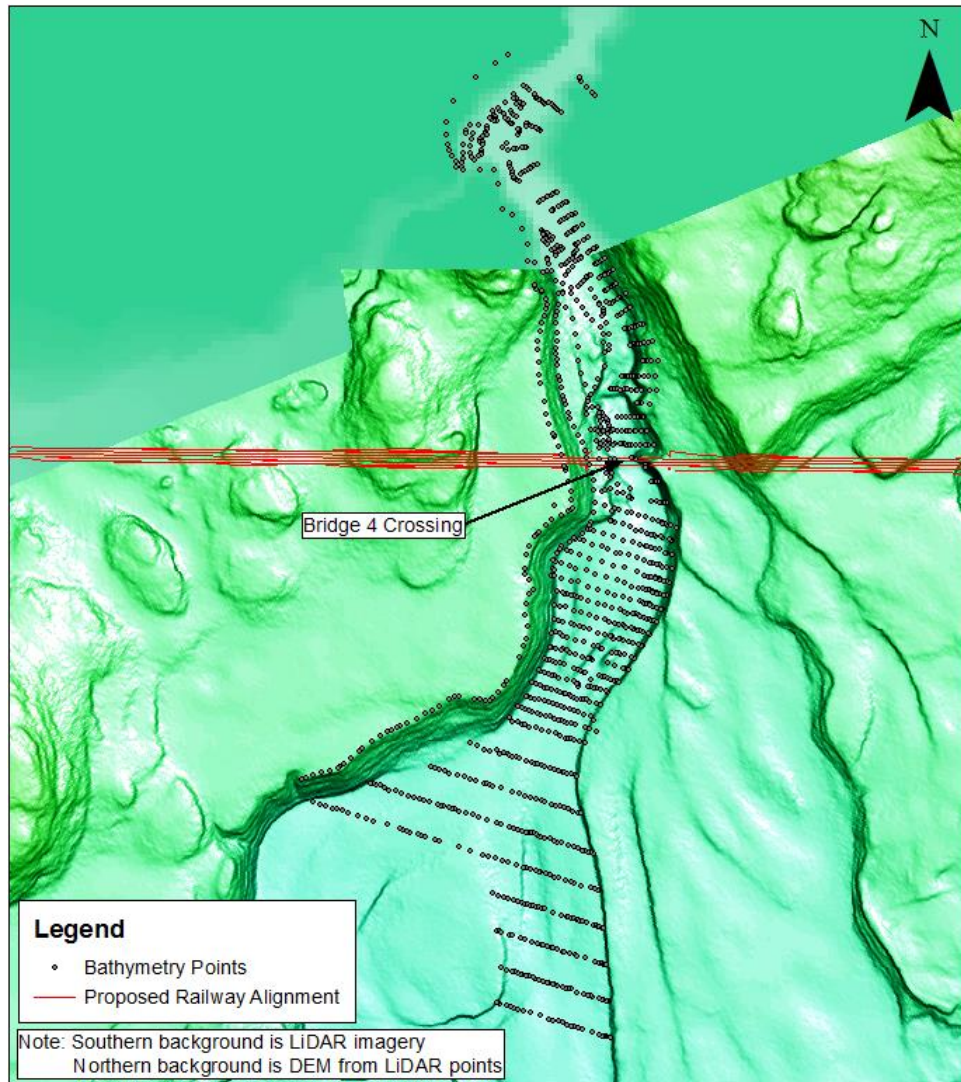 N
Bridge 4 Crossing
Legend
Bathymetry Points
Proposed Railway Alignment
Note: Southern background is LiDAR imagery
Northern background is DEM from LiDAR points